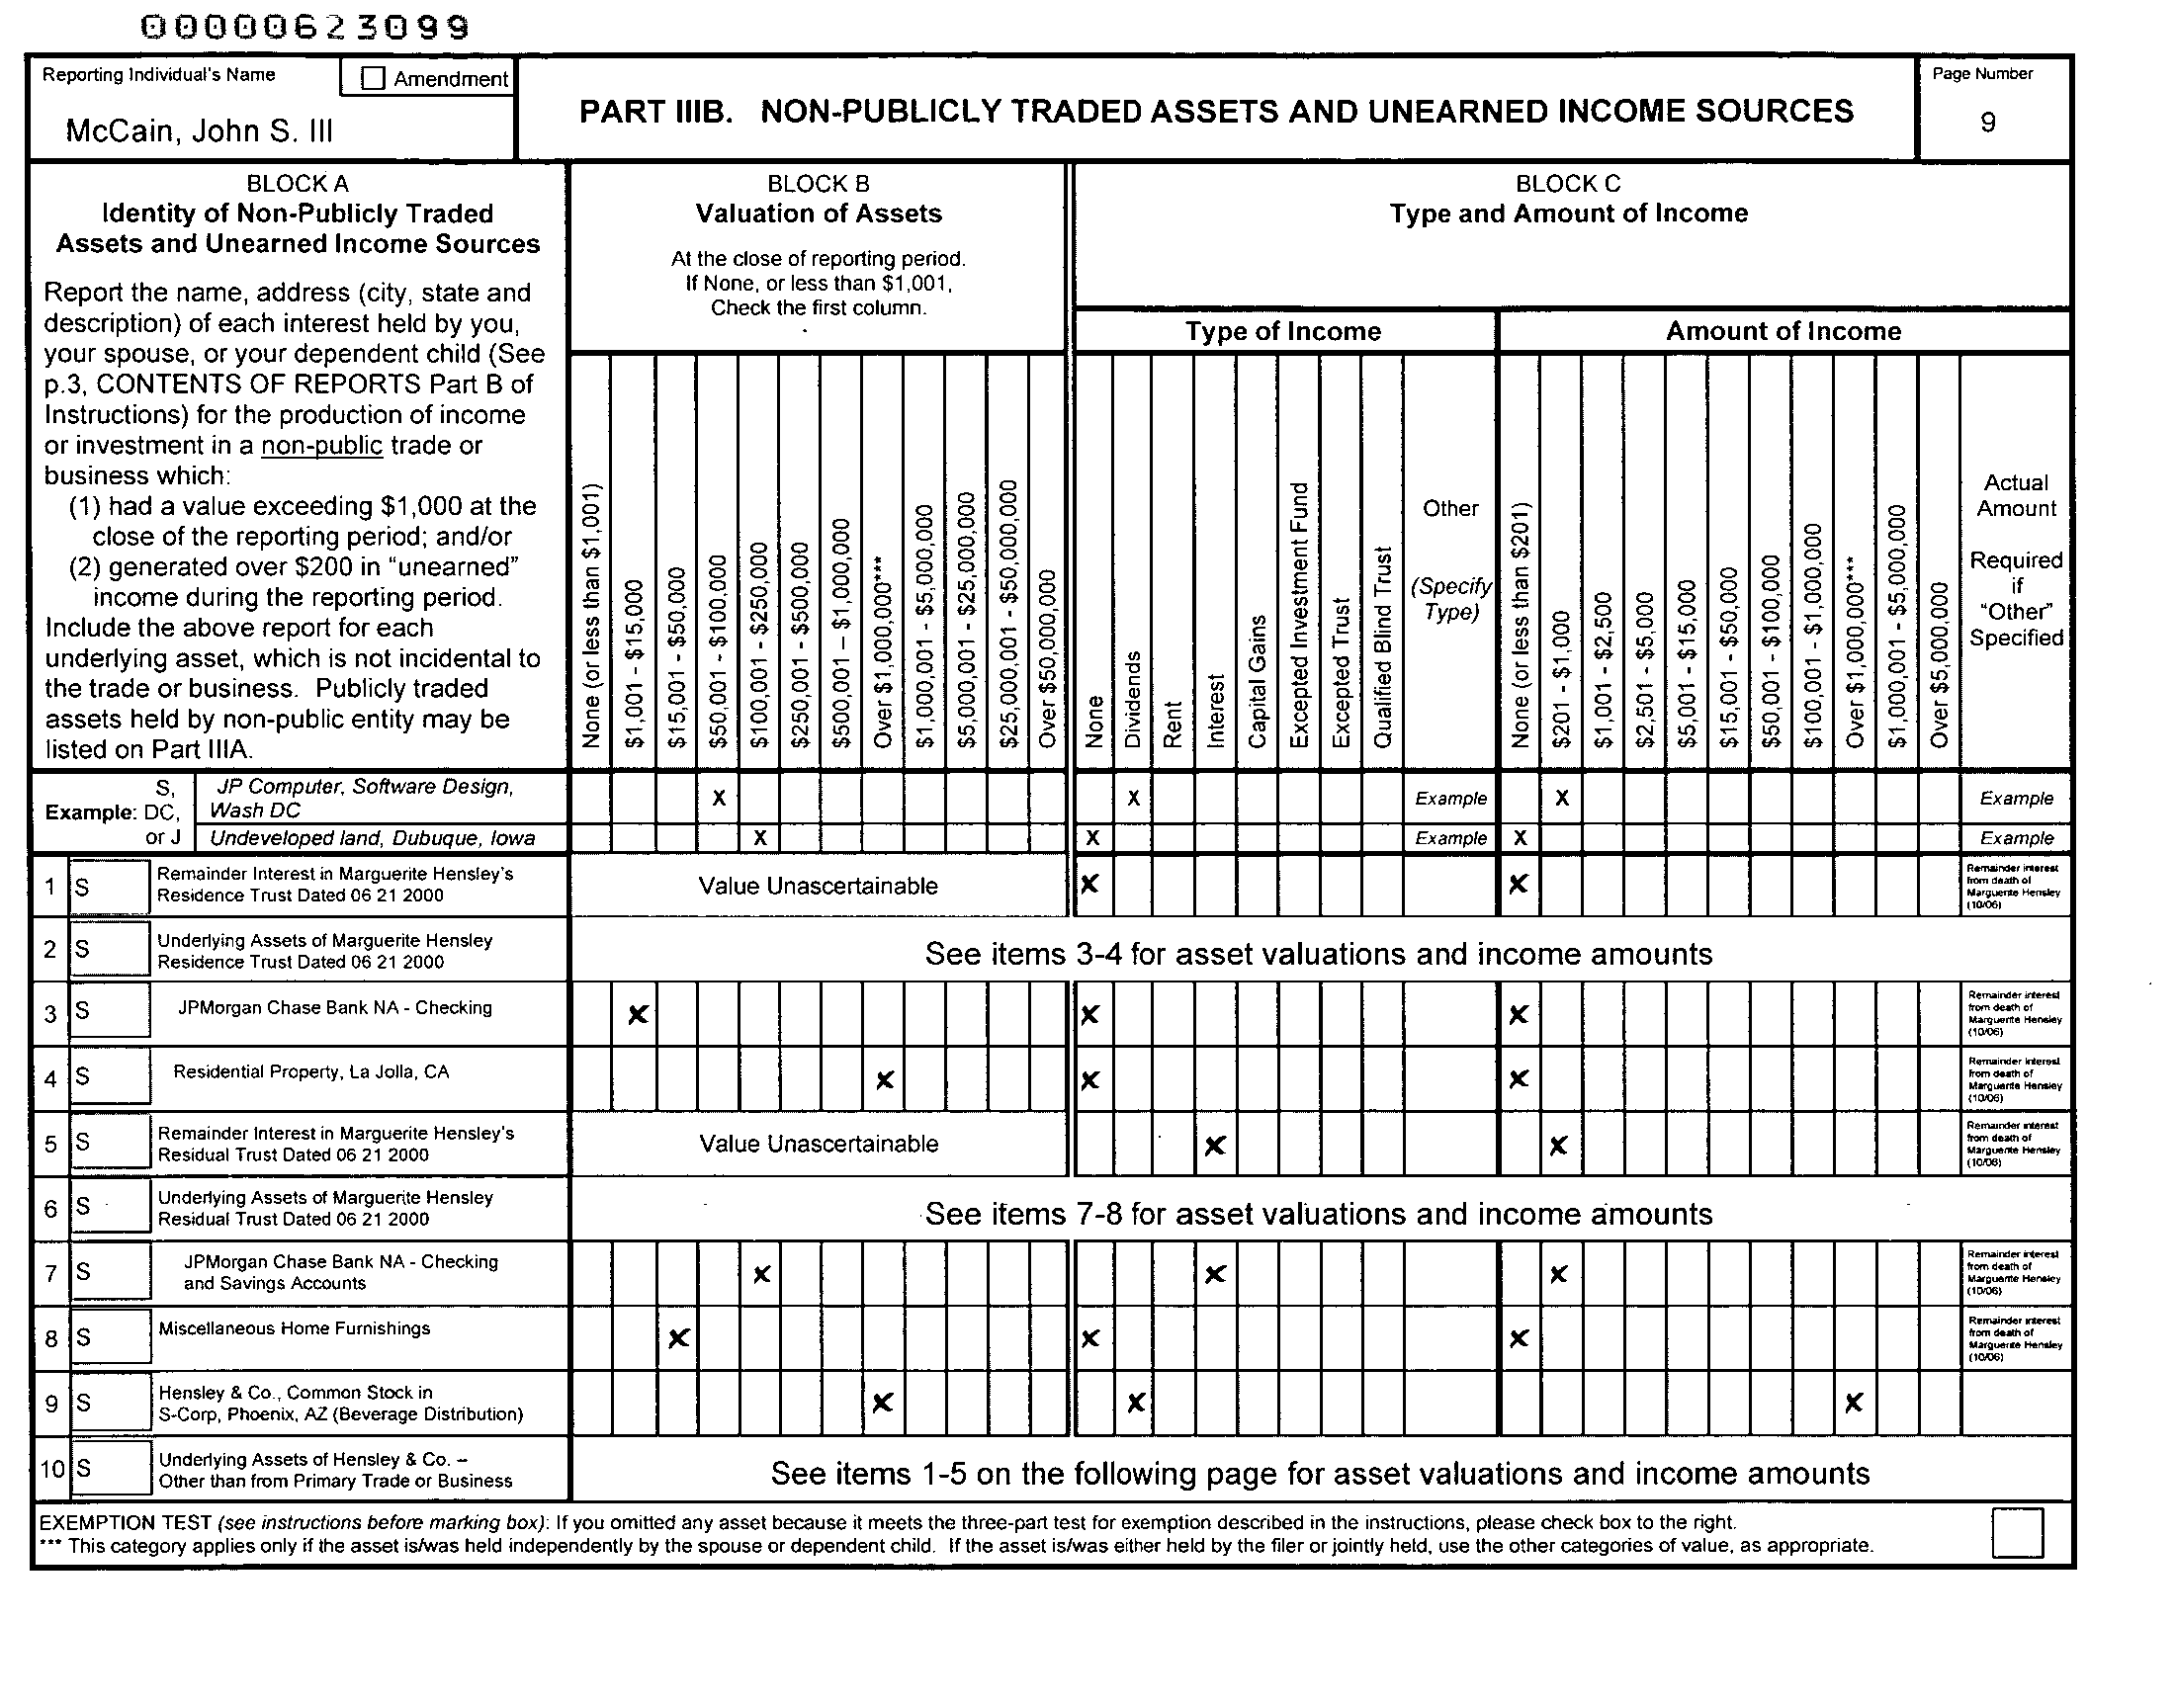 00000623099
Reporting Individual's Name
Amendment
McCain, John S. III
PART IIIB. NON-PUBLICLY TRADED ASSETS AND UNEARNED INCOME SOURCES
Page Number
9
BLOCK A
Identity of Non-Publicly Traded
Assets and Unearned Income Sources
Report the name, address (city, state and
description) of each interest held by you,
your spouse, or your dependent child (See
p.3, CONTENTS OF REPORTS Part B of
Instructions) for the production of income
or investment in a non-public trade or
business which:
(1) had a value exceeding $1,000 at the
close of the reporting period; and/or
(2) generated over $200 in "unearned"
income during the reporting period.
Include the above report for each
underlying asset, which is not incidental to
the trade or business. Publicly traded
assets held by non-public entity may be
listed on Part IIIA.
BLOCK B
Valuation of Assets
At the close of reporting period.
If None, or less than $1,001,
Check the first column.
None (or less than $1,001)
$1,001 - $15,000
$15,001 - $50,000
$50,001 - $100,000
$100,001 - $250,000
$250,001 - $500,000
$500,001 – $1,000,000
Over $1,000,000***
$1,000,001 - $5,000,000
$5,000,001 - $25,000,000
$25,000,001 - $50,000,000
Over $50,000,000
BLOCK C
Type and Amount of Income
Type of Income
None
Dividends
Rent
Interest
Capital Gains
Excepted Investment Fund
Excepted Trust
Qualified Blind Trust
Other
(Specify
Type)
Amount of Income
None (or less than $201)
$201 - $1,000
$1,001 - $2,500
$2,501 - $5,000
$5,001 - $15,000
$15,001 - $50,000
$50,001 - $100,000
$100,001 - $1,000,000
Over $1,000,000***
$1,000,001 - $5,000,000
Over $5,000,000
Actual
Amount
Required
if
"Other"
Specified
Example: S, DC, or J
JP Computer, Software Design,
Wash DC
X X Example X Example
Undeveloped land, Dubuque, Iowa X X Example X Example
1 S Remainder Interest in Marguerite Hensley's
Residence Trust Dated 06 21 2000
Value Unascertainable X X
Remainder interest
from death of
Marguerite Hensley
(10/06)
2 S Underlying Assets of Marguerite Hensley
Residence Trust Dated 06 21 2000
See items 3-4 for asset valuations and income amounts
3 S JPMorgan Chase Bank NA - Checking X X X
Remainder interest
from death of
Marguerite Hensley
(10/06)
4 S Residential Property, La Jolla, CA X X X
Remainder interest
from death of
Marguerite Hensley
(10/06)
5 S Remainder Interest in Marguerite Hensley's
Residual Trust Dated 06 21 2000
Value Unascertainable X X
Remainder interest
from death of
Marguerite Hensley
(10/06)
6 S Underlying Assets of Marguerite Hensley
Residual Trust Dated 06 21 2000
See items 7-8 for asset valuations and income amounts
7 S JPMorgan Chase Bank NA - Checking
and Savings Accounts
X X X
Remainder interest
from death of
Marguerite Hensley
(10/06)
8 S Miscellaneous Home Furnishings X X X
Remainder interest
from death of
Marguerite Hensley
(10/06)
9 S Hensley & Co., Common Stock in
S-Corp, Phoenix, AZ (Beverage Distribution)
X X X
10 S Underlying Assets of Hensley & Co. –
Other than from Primary Trade or Business
See items 1-5 on the following page for asset valuations and income amounts
EXEMPTION TEST (see instructions before marking box): If you omitted any asset because it meets the three-part test for exemption described in the instructions, please check box to the right.
*** This category applies only if the asset is/was held independently by the spouse or dependent child. If the asset is/was either held by the filer or jointly held, use the other categories of value, as appropriate.